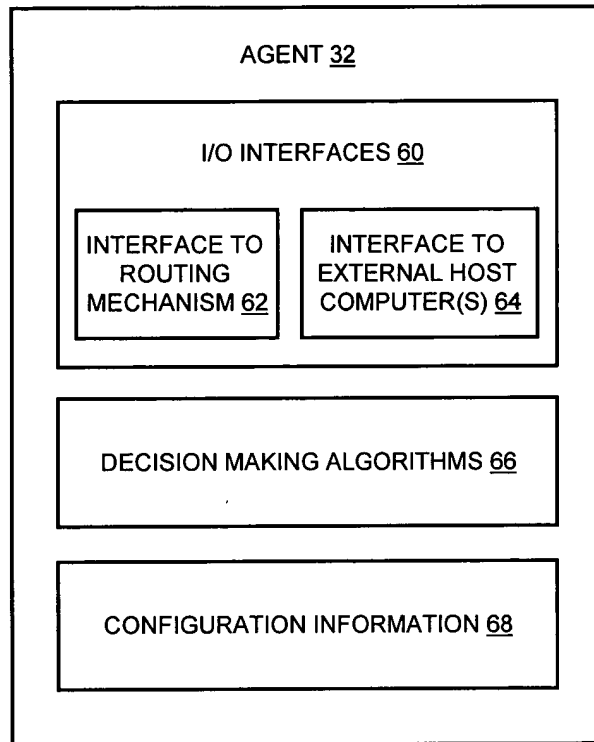 AGENT 32
I/O INTERFACES 60
INTERFACE TO
ROUTING
MECHANISM 62
INTERFACE TO
EXTERNAL HOST
COMPUTER(S) 64
DECISION MAKING ALGORITHMS 66
CONFIGURATION INFORMATION 68